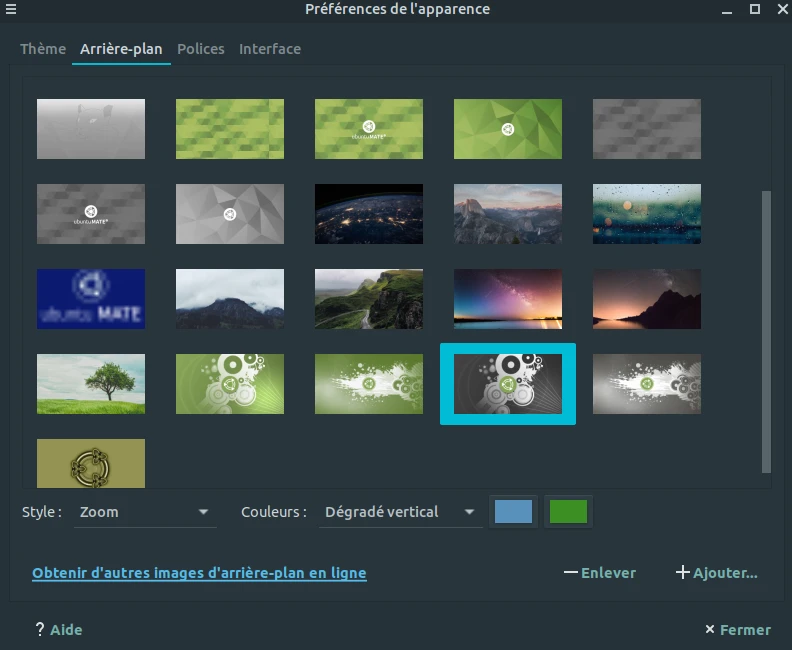 Préférences de l'apparence
Thème Arrière-plan Polices Interface
ubuntuMATE
ubuntuMATE
ubuntu MATE
Style : Zoom Couleurs : Dégradé vertical
Obtenir d'autres images d'arrière-plan en ligne
Enlever
Ajouter...
? Aide
Fermer